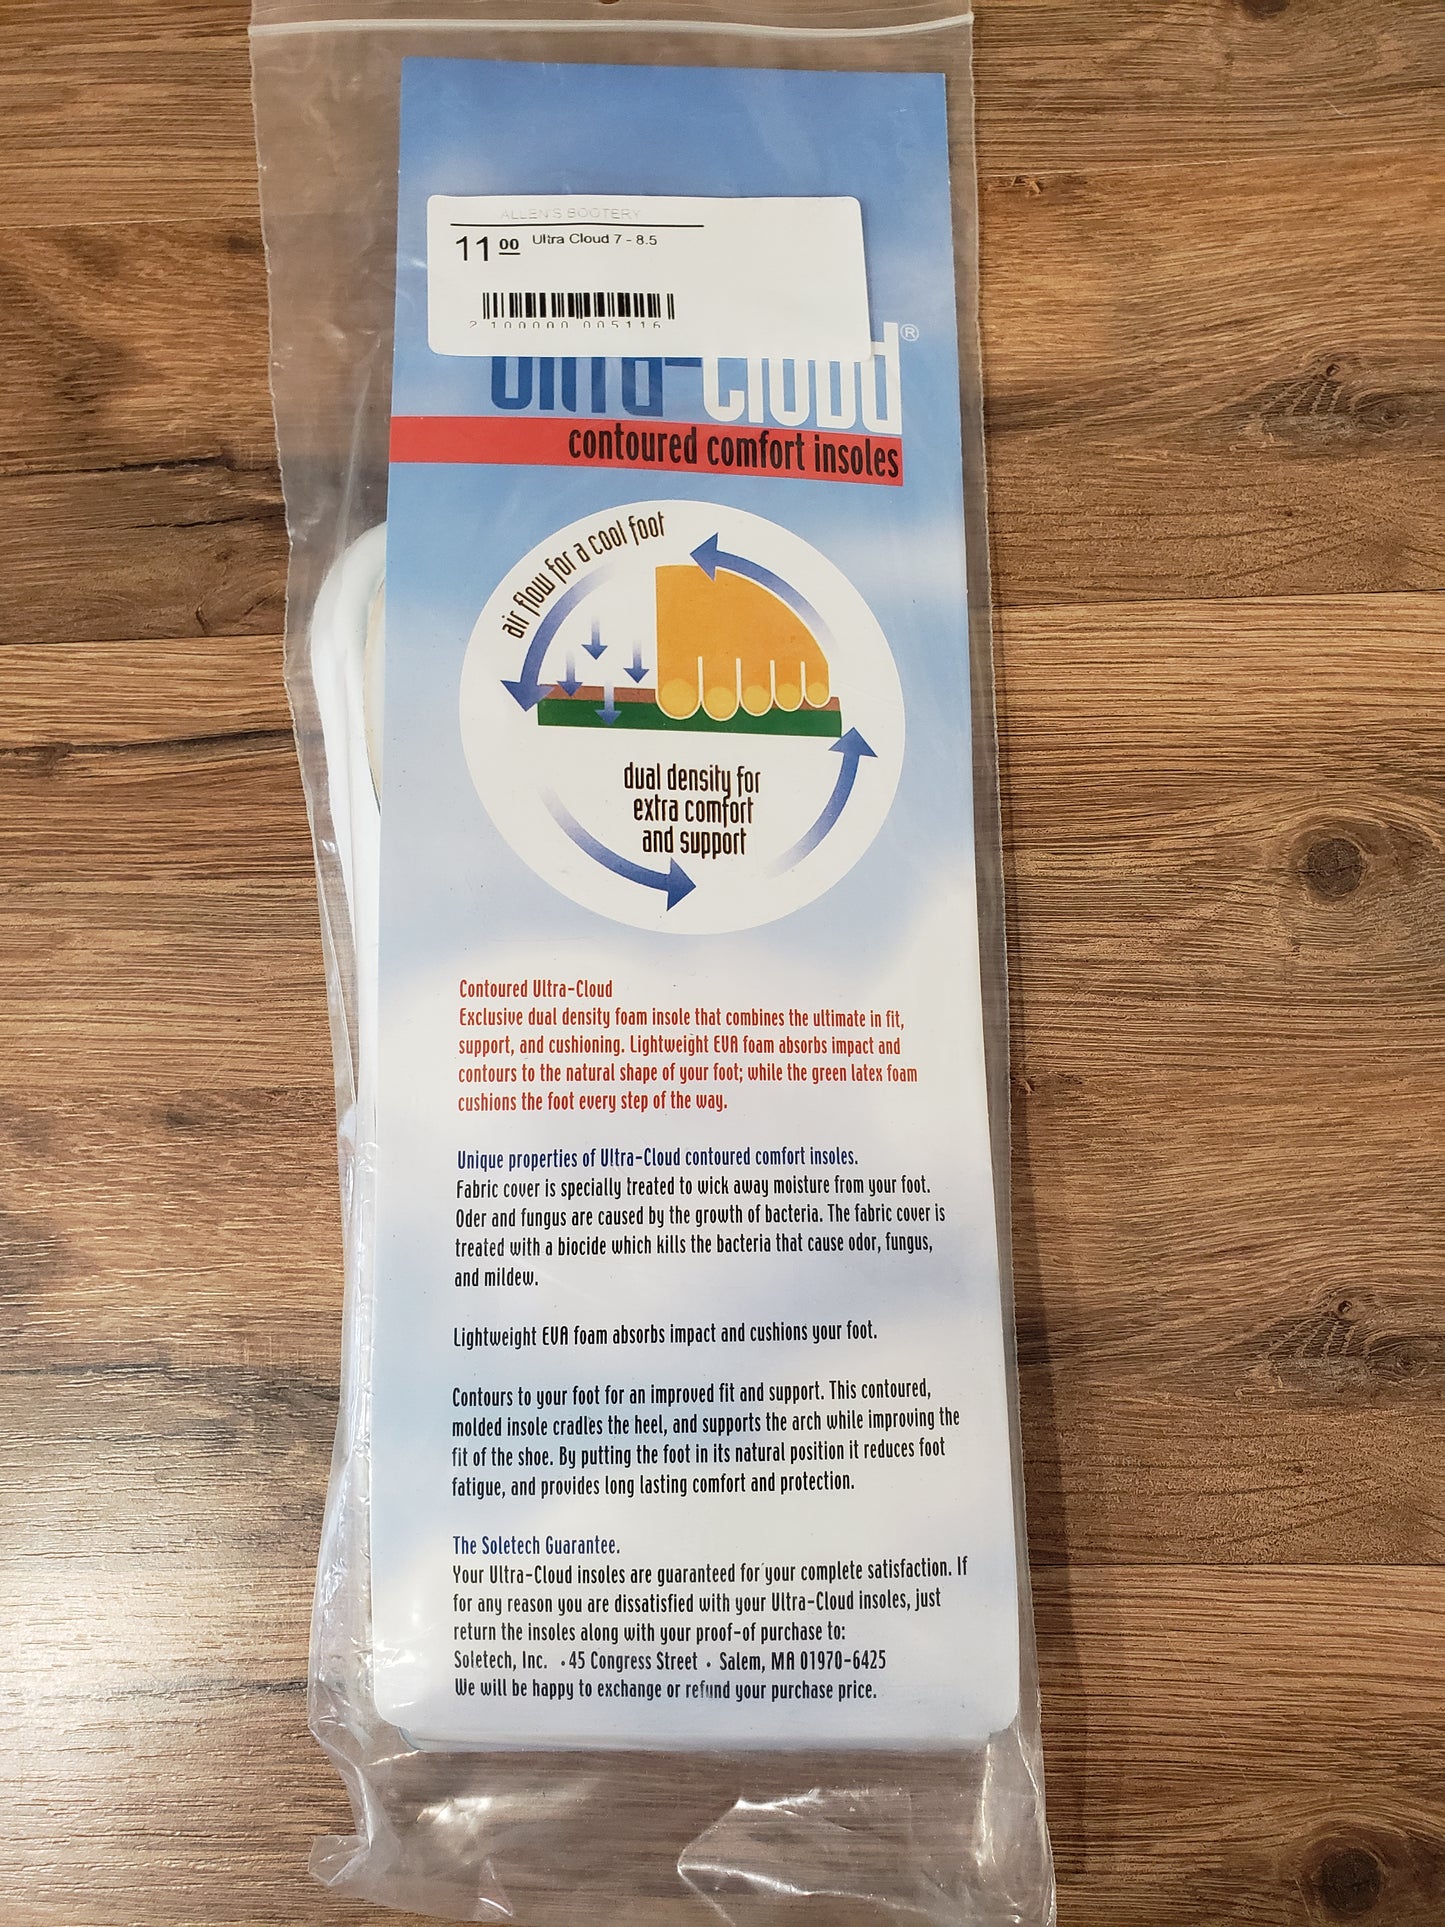 ALLEN'S BOOTERY
11 00 Ultra Cloud 7 - 8.5
2 100000 005116
Ultra-Cloud®
contoured comfort insoles
air flow for a cool foot
dual density for
extra comfort
and support
Contoured Ultra-Cloud
Exclusive dual density foam insole that combines the ultimate in fit,
support, and cushioning. Lightweight EVA foam absorbs impact and
contours to the natural shape of your foot; while the green latex foam
cushions the foot every step of the way.
Unique properties of Ultra-Cloud contoured comfort insoles.
Fabric cover is specially treated to wick away moisture from your foot.
Oder and fungus are caused by the growth of bacteria. The fabric cover is
treated with a biocide which kills the bacteria that cause odor, fungus,
and mildew.
Lightweight EVA foam absorbs impact and cushions your foot.
Contours to your foot for an improved fit and support. This contoured,
molded insole cradles the heel, and supports the arch while improving the
fit of the shoe. By putting the foot in its natural position it reduces foot
fatigue, and provides long lasting comfort and protection.
The Soletech Guarantee.
Your Ultra-Cloud insoles are guaranteed for your complete satisfaction. If
for any reason you are dissatisfied with your Ultra-Cloud insoles, just
return the insoles along with your proof-of purchase to:
Soletech, Inc. • 45 Congress Street • Salem, MA 01970-6425
We will be happy to exchange or refund your purchase price.